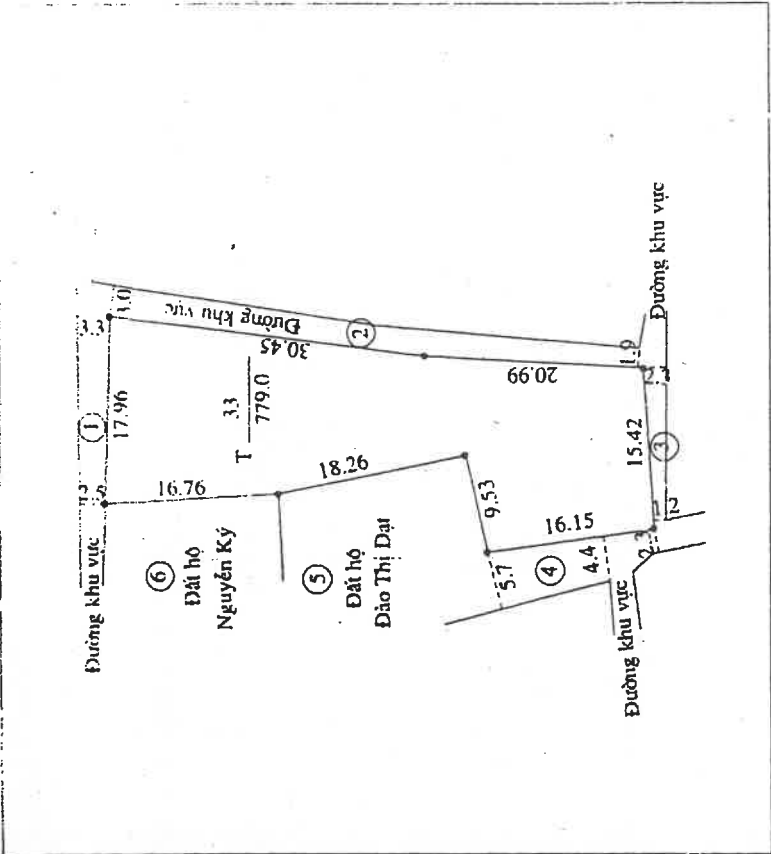 3.3
3.0
1
17.96
Đường khu vực
16.76
6
Đất hộ
Nguyễn Ký
T
33
779.0
30.45
Đường khu vực
2
18.26
5
Đất hộ
Đào Thị Dạt
9.53
20.99
5.7
4
16.15
4.4
15.42
3
1.9
2.3
Đường khu vực
Đường khu vực
1.2